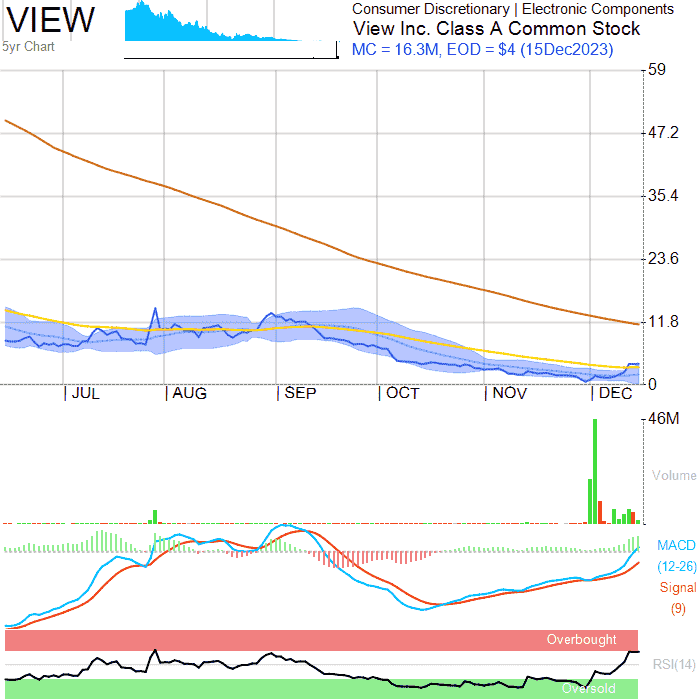 VIEW
5yr Chart
Consumer Discretionary | Electronic Components
View Inc. Class A Common Stock
MC = 16.3M, EOD = $4 (15Dec2023)
59
47.2
35.4
23.6
11.8
0
JUL
AUG
SEP
OCT
NOV
DEC
46M
Volume
MACD
(12-26)
Signal
(9)
Overbought
RSI(14)
Oversold